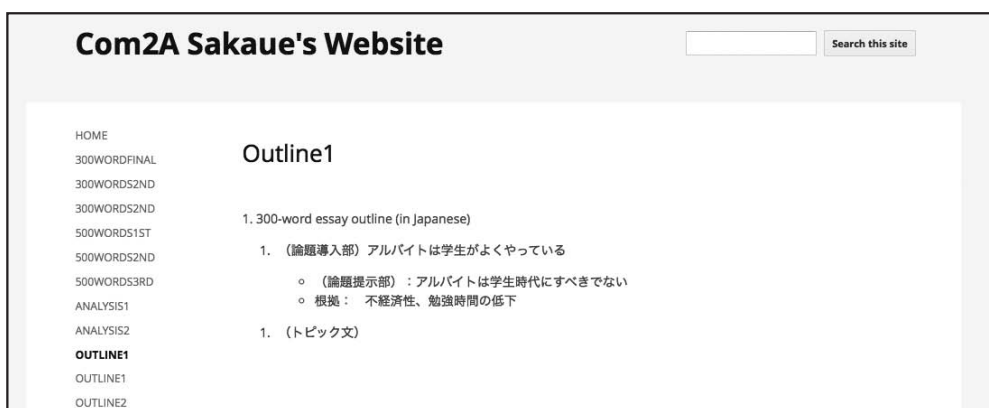 Com2A Sakaue's Website
Search this site
HOME
300WORDFINAL
300WORDS2ND
300WORDS2ND
500WORDS1ST
500WORDS2ND
500WORDS3RD
ANALYSIS1
ANALYSIS2
OUTLINE1
OUTLINE1
OUTLINE2
Outline1
1. 300-word essay outline (in Japanese)
1. （論題導入部）アルバイトは学生がよくやっている
（論題提示部）：アルバイトは学生時代にすべきでない
根拠： 不経済性、勉強時間の低下
1. （トピック文）